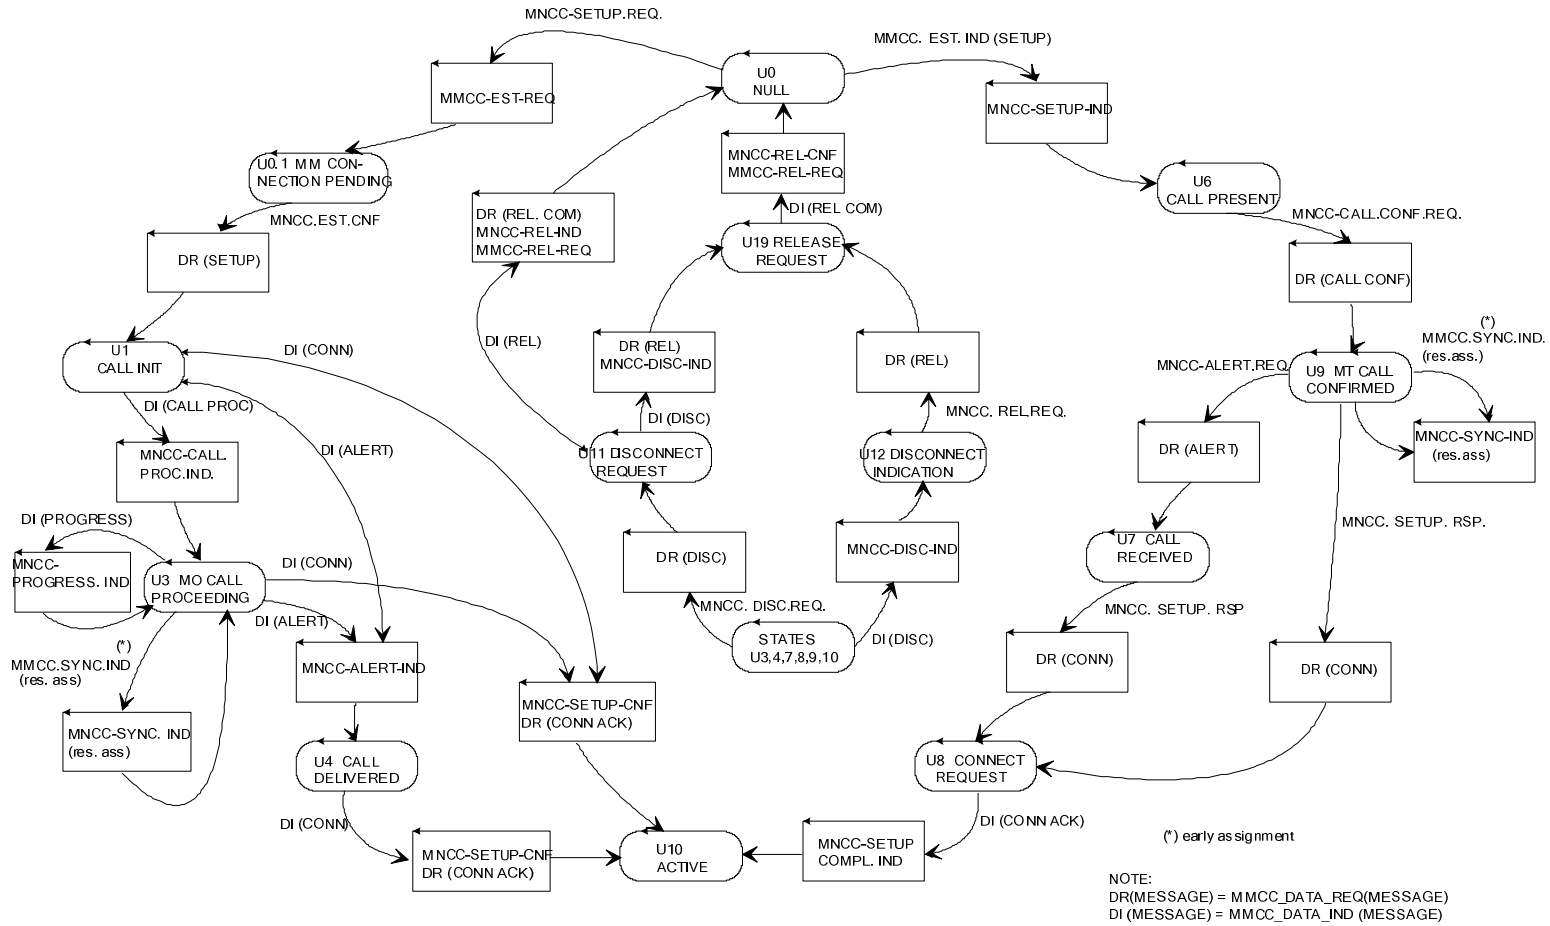 MNCC-SETUP.REQ.
MMCC. EST. IND (SETUP)
U0
NULL
MMCC-EST-REQ
MNCC-SETUP-IND
U0.1 MM CON-
NECTION PENDING
MNCC.EST.CNF
MNCC-REL-CNF
MMCC-REL-REQ
DI (REL COM)
U6
CALL PRESENT
MNCC-CALL.CONF.REQ.
DR (REL. COM)
MNCC-REL-IND
MMCC-REL-REQ
U19 RELEASE
REQUEST
DR (SETUP)
DR (CALL CONF)
U1
CALL INIT
DI (CONN)
DI (REL)
DR (REL)
MNCC-DISC-IND
DR (REL)
(*)
MMCC.SYNC.IND.
(res.ass.)
MNCC-ALERT.REQ
U9 MT CALL
CONFIRMED
DI (CALL PROC)
DI (DISC)
MNCC. REL,REQ.
MNCC-CALL.
PROC.IND.
DI (ALERT)
U11 DISCONNECT
REQUEST
U12 DISCONNECT
INDICATION
DR (ALERT)
MNCC-SYNC-IND
(res.ass)
DI (PROGRESS)
MNCC. SETUP. RSP.
MNCC-
PROGRESS. IND
U3 MO CALL
PROCEEDING
DI (CONN)
DR (DISC)
MNCC-DISC-IND
U7 CALL
RECEIVED
DI (ALERT)
MNCC. DISC.REQ.
MNCC. SETUP. RSP
(*)
MMCC.SYNC.IND
(res. ass)
MNCC-ALERT-IND
STATES
U3,4,7,8,9,10
DI (DISC)
DR (CONN)
DR (CONN)
MNCC-SYNC. IND
(res. ass)
MNCC-SETUP-CNF
DR (CONN ACK)
U4 CALL
DELIVERED
U8 CONNECT
REQUEST
DI (CONN)
DI (CONN ACK)
MNCC-SETUP-CNF
DR (CONN ACK)
U10
ACTIVE
MNCC-SETUP
COMPL. IND
(*) early assignment
NOTE:
DR(MESSAGE) = MMCC_DATA_REQ(MESSAGE)
DI (MESSAGE) = MMCC_DATA_IND (MESSAGE)